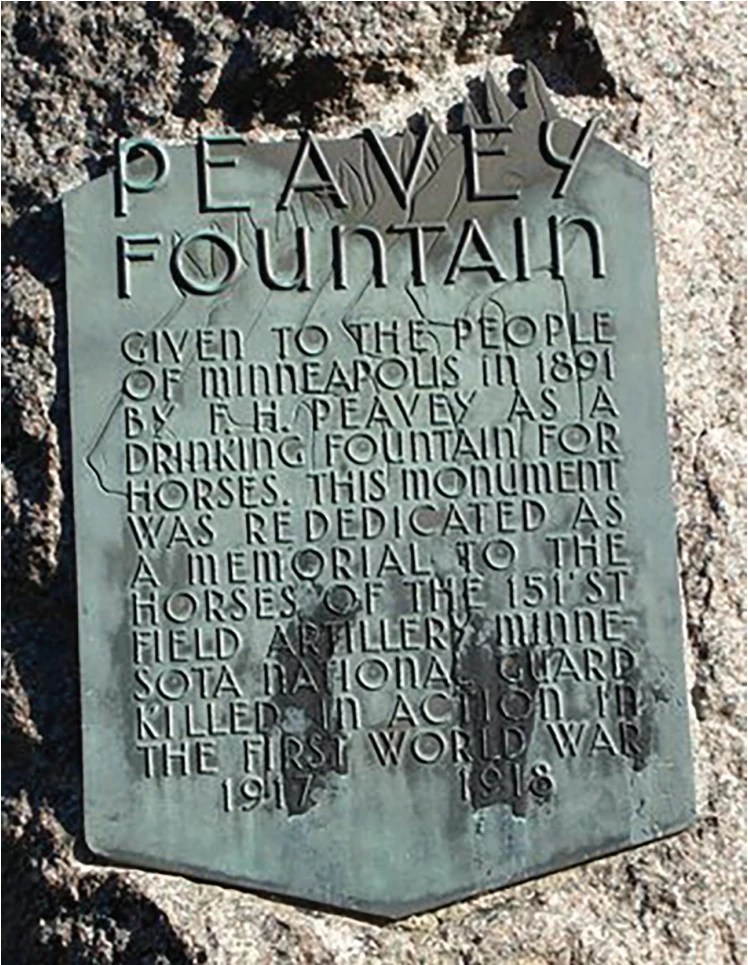 PEAVEY
FOUNTAIN
GIVEN TO THE PEOPLE
OF MINNEAPOLIS IN 1891
BY F. H. PEAVEY AS A
DRINKING FOUNTAIN FOR
HORSES. THIS MONUMENT
WAS REDEDICATED AS
A MEMORIAL TO THE
HORSES OF THE 151'ST
FIELD ARTILLERY MINNE-
SOTA NATIONAL GUARD
KILLED IN ACTION IN
THE FIRST WORLD WAR
1917 1918